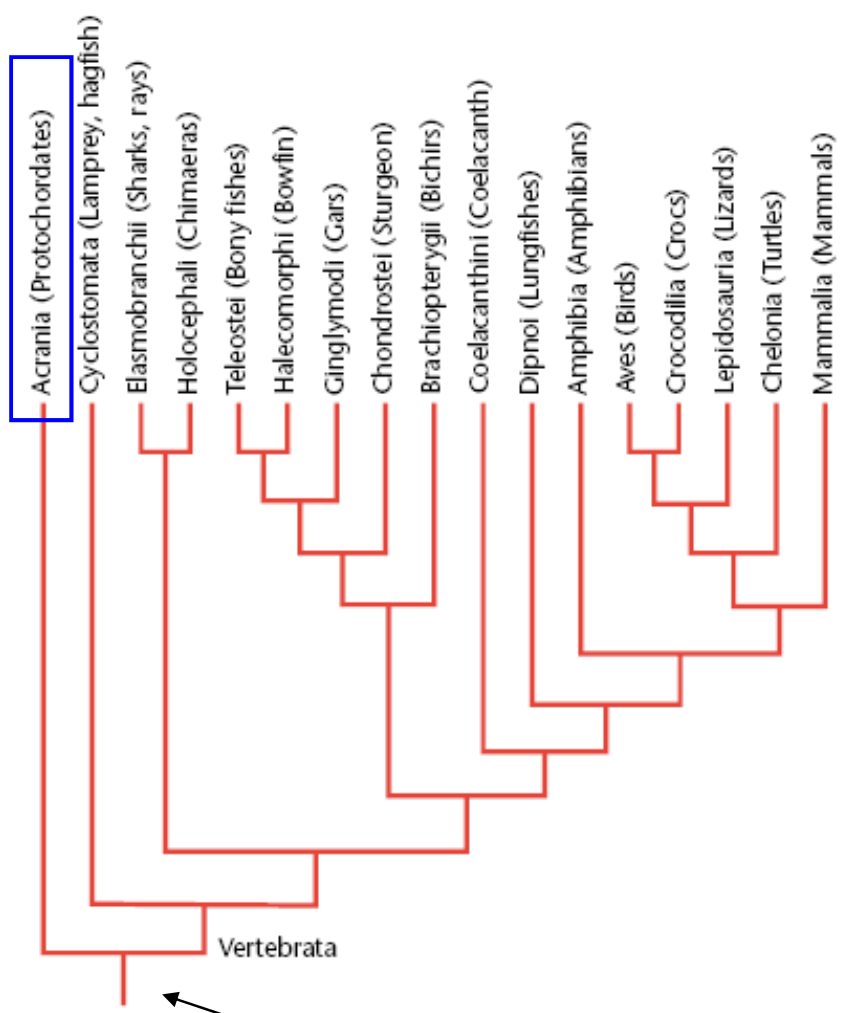 Acrania (Protochordates)
Cyclostomata (Lamprey, hagfish)
Elasmobranchii (Sharks, rays)
Holocephali (Chimaeras)
Teleostei (Bony fishes)
Halecomorphi (Bowfin)
Ginglymodi (Gars)
Chondrostei (Sturgeon)
Brachiopterygii (Bichirs)
Coelacanthini (Coelacanth)
Dipnoi (Lungfishes)
Amphibia (Amphibians)
Aves (Birds)
Crocodilia (Crocs)
Lepidosauria (Lizards)
Chelonia (Turtles)
Mammalia (Mammals)
Vertebrata